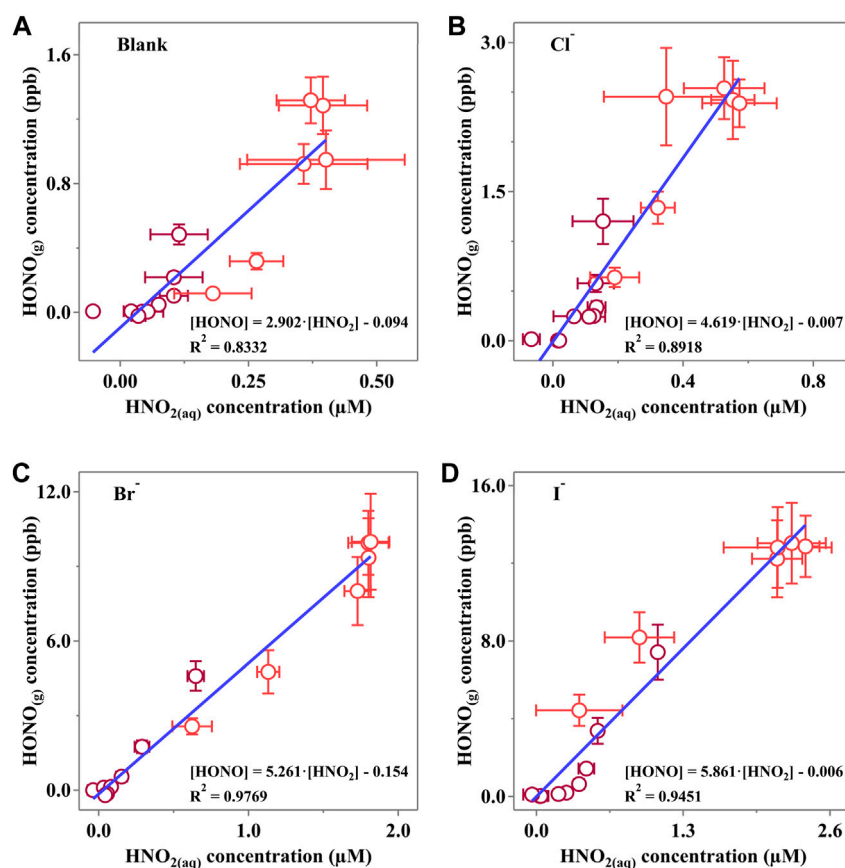 A
Blank
HONO(g) concentration (ppb)
1.6
0.8
0.0
[HONO] = 2.902·[HNO2] - 0.094
R2 = 0.8332
0.00 0.25 0.50
HNO2(aq) concentration (µM)
B
Cl-
HONO(g) concentration (ppb)
3.0
1.5
0.0
[HONO] = 4.619·[HNO2] - 0.007
R2 = 0.8918
0.0 0.4 0.8
HNO2(aq) concentration (µM)
C
Br-
HONO(g) concentration (ppb)
12.0
6.0
0.0
[HONO] = 5.261·[HNO2] - 0.154
R2 = 0.9769
0.0 1.0 2.0
HNO2(aq) concentration (µM)
D
I-
HONO(g) concentration (ppb)
16.0
8.0
0.0
[HONO] = 5.861·[HNO2] - 0.006
R2 = 0.9451
0.0 1.3 2.6
HNO2(aq) concentration (µM)